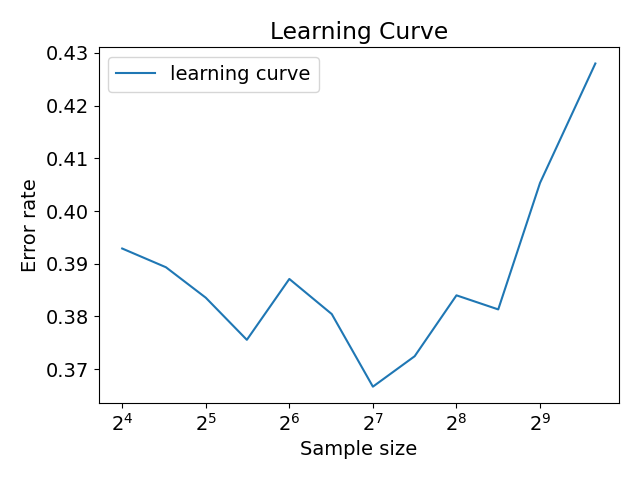 Learning Curve
learning curve
Error rate
0.43
0.42
0.41
0.40
0.39
0.38
0.37
2⁴ 2⁵ 2⁶ 2⁷ 2⁸ 2⁹
Sample size